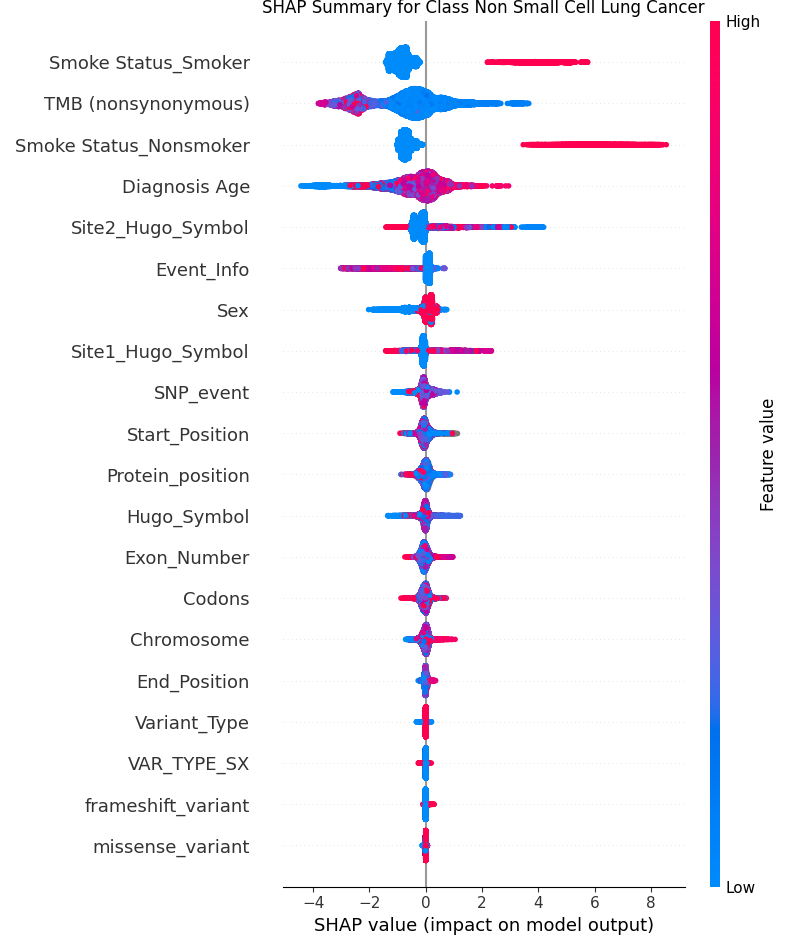 SHAP Summary for Class Non Small Cell Lung Cancer
High
Smoke Status_Smoker
TMB (nonsynonymous)
Smoke Status_Nonsmoker
Diagnosis Age
Site2_Hugo_Symbol
Event_Info
Sex
Site1_Hugo_Symbol
SNP_event
Start_Position
Protein_position
Hugo_Symbol
Exon_Number
Codons
Chromosome
End_Position
Variant_Type
VAR_TYPE_SX
frameshift_variant
missense_variant
Feature value
Low
−4 −2 0 2 4 6 8
SHAP value (impact on model output)